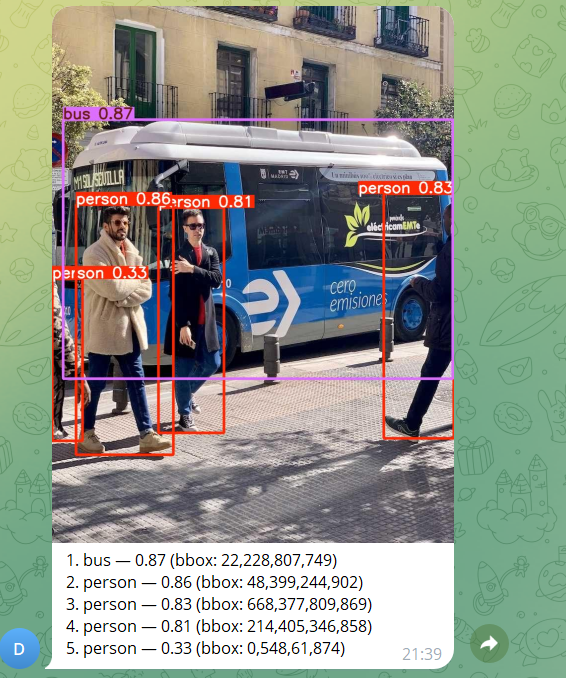 bus 0.87
M1 SOL/SEVILLA
EMT
MADRID
person 0.83
person 0.86
person 0.81
eléctricamEMTe
person 0.33
cero
emisiones
1. bus — 0.87 (bbox: 22,228,807,749)
2. person — 0.86 (bbox: 48,399,244,902)
3. person — 0.83 (bbox: 668,377,809,869)
4. person — 0.81 (bbox: 214,405,346,858)
5. person — 0.33 (bbox: 0,548,61,874)
21:39
D